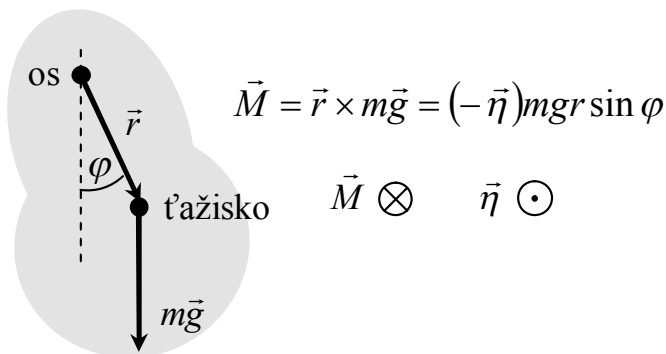 os
r⃗
M⃗ = r⃗ × mg⃗ = (−η⃗)mgr sin φ
φ
ťažisko
M⃗ ⊗ η⃗ ⊙
mg⃗